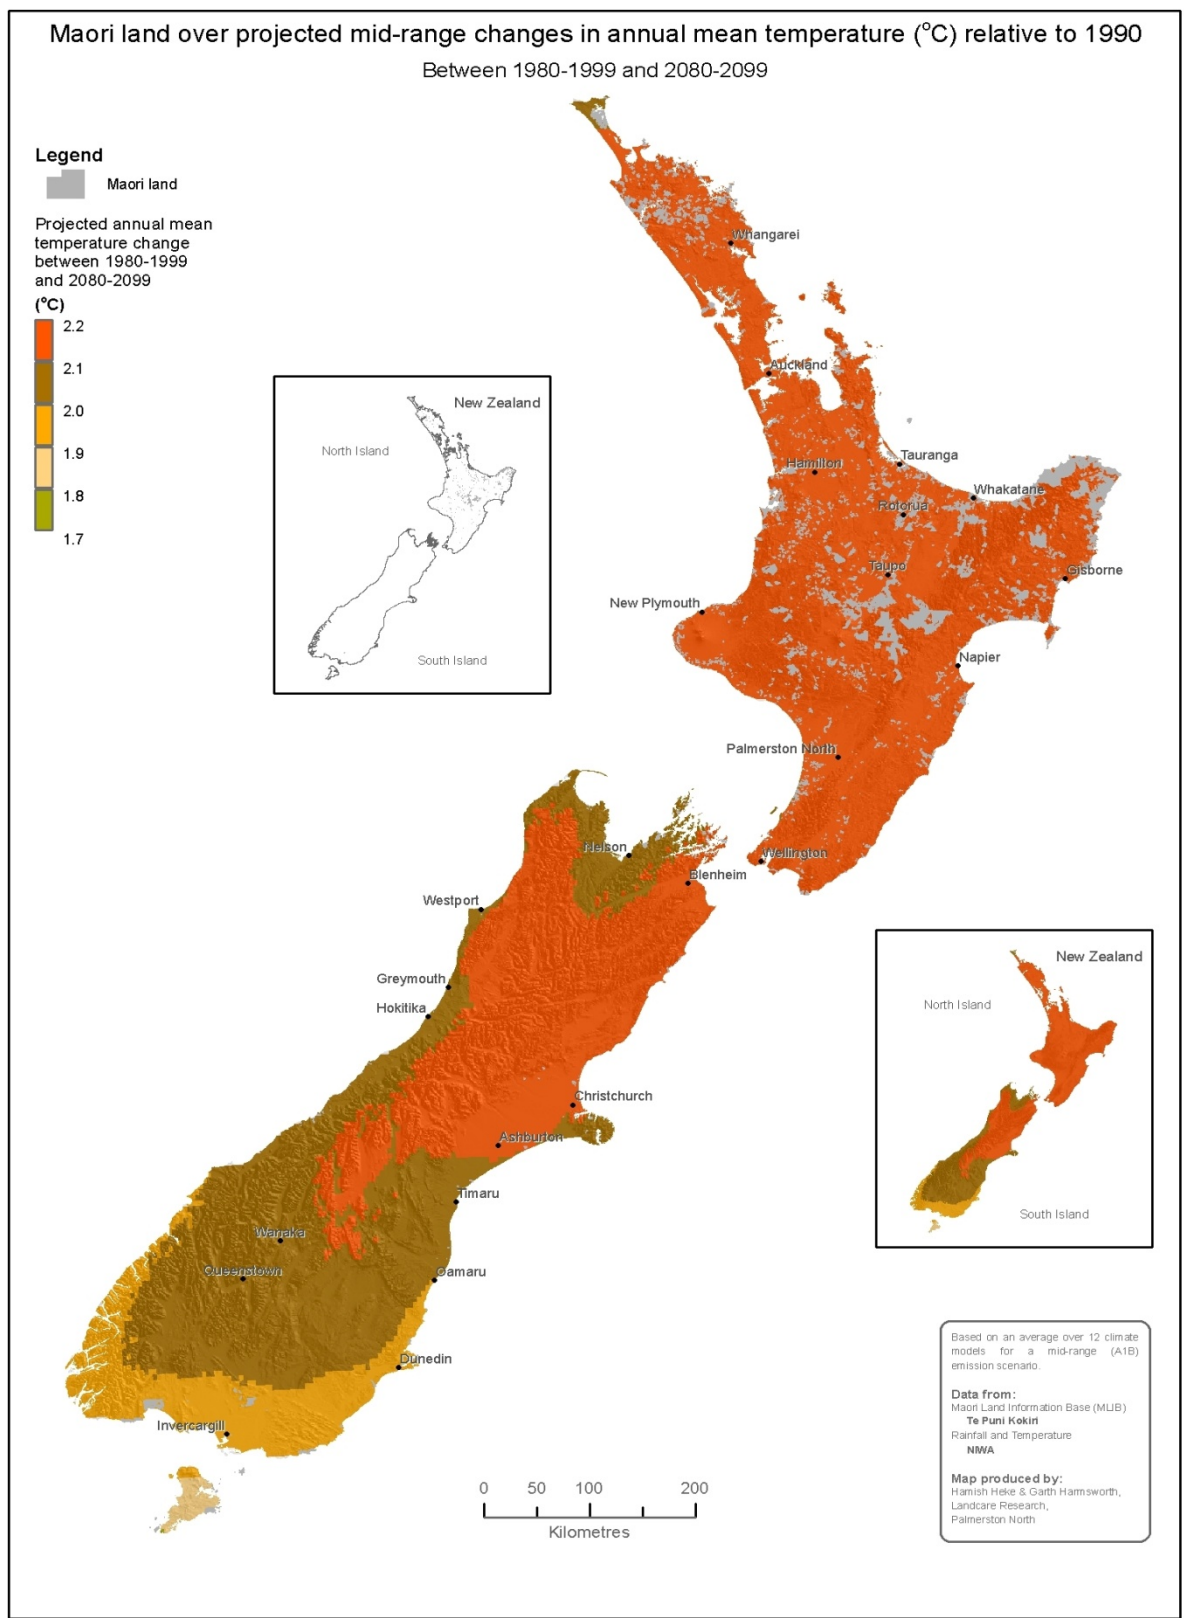 Maori land over projected mid-range changes in annual mean temperature (°C) relative to 1990
Between 1980-1999 and 2080-2099
Legend
Maori land
Projected annual mean
temperature change
between 1980-1999
and 2080-2099
(°C)
2.2
2.1
2.0
1.9
1.8
1.7
New Zealand
North Island
South Island
Whangarei
Auckland
Hamilton
Tauranga
Whakatane
Rotorua
Taupo
Gisborne
New Plymouth
Napier
Palmerston North
Wellington
Nelson
Blenheim
Westport
Greymouth
Hokitika
Christchurch
Ashburton
Timaru
Wanaka
Queenstown
Oamaru
Dunedin
Invercargill
New Zealand
North Island
South Island
0 50 100 200
Kilometres
Based on an average over 12 climate
models for a mid-range (A1B)
emission scenario.
Data from:
Maori Land Information Base (MLIB)
Te Puni Kokiri
Rainfall and Temperature
NIWA
Map produced by:
Hamish Heke & Garth Harmsworth,
Landcare Research,
Palmerston North